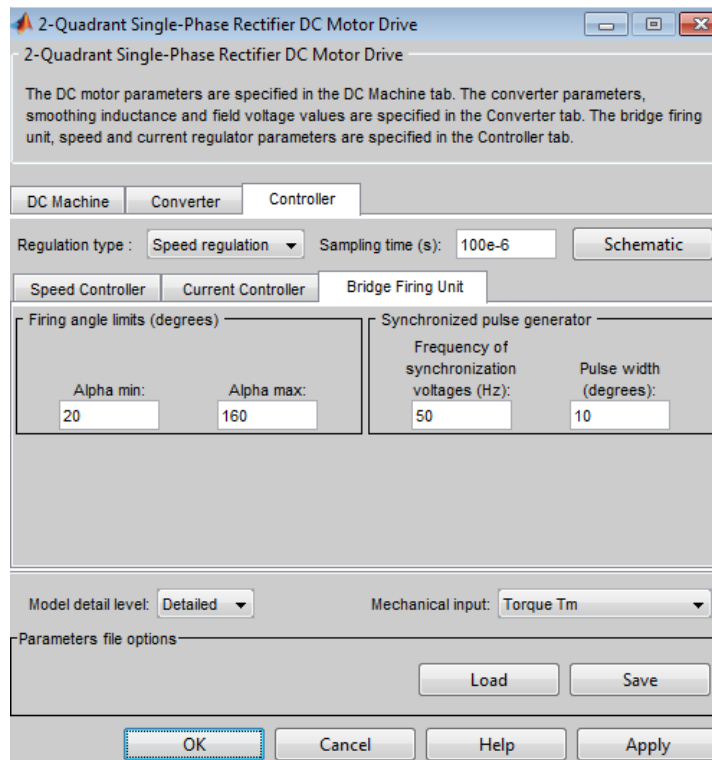 2-Quadrant Single-Phase Rectifier DC Motor Drive
2-Quadrant Single-Phase Rectifier DC Motor Drive
The DC motor parameters are specified in the DC Machine tab. The converter parameters,
smoothing inductance and field voltage values are specified in the Converter tab. The bridge firing
unit, speed and current regulator parameters are specified in the Controller tab.
DC Machine Converter Controller
Regulation type : Speed regulation Sampling time (s): 100e-6 Schematic
Speed Controller Current Controller Bridge Firing Unit
Firing angle limits (degrees) Synchronized pulse generator
Frequency of
synchronization Pulse width
Alpha min: Alpha max: voltages (Hz): (degrees):
20 160 50 10
Model detail level: Detailed Mechanical input: Torque Tm
Parameters file options
Load Save
OK Cancel Help Apply